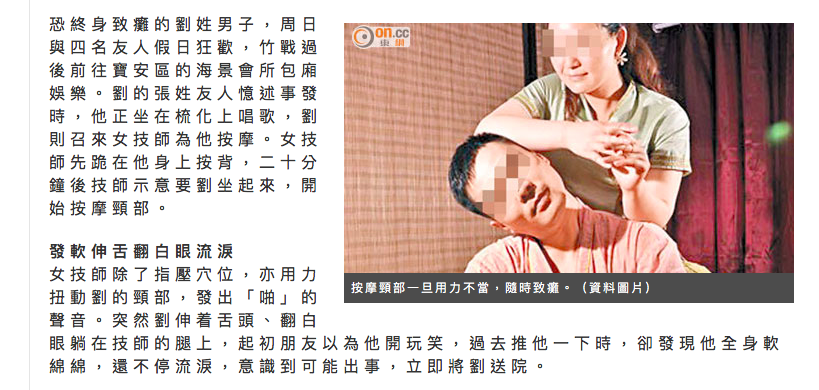 恐終身致癱的劉姓男子，周日
與四名友人假日狂歡，竹戰過
後前往寶安區的海景會所包廂
娛樂。劉的張姓友人憶述事發
時，他正坐在梳化上唱歌，劉
則召來女技師為他按摩。女技
師先跪在他身上按背，二十分
鐘後技師示意要劉坐起來，開
始按摩頸部。
發軟伸舌翻白眼流淚
女技師除了指壓穴位，亦用力
扭動劉的頸部，發出「啪」的
聲音。突然劉伸着舌頭、翻白
眼躺在技師的腿上，起初朋友以為他開玩笑，過去推他一下時，卻發現他全身軟
綿綿，還不停流淚，意識到可能出事，立即將劉送院。
on.cc
東網
按摩頸部一旦用力不當，隨時致癱。（資料圖片）